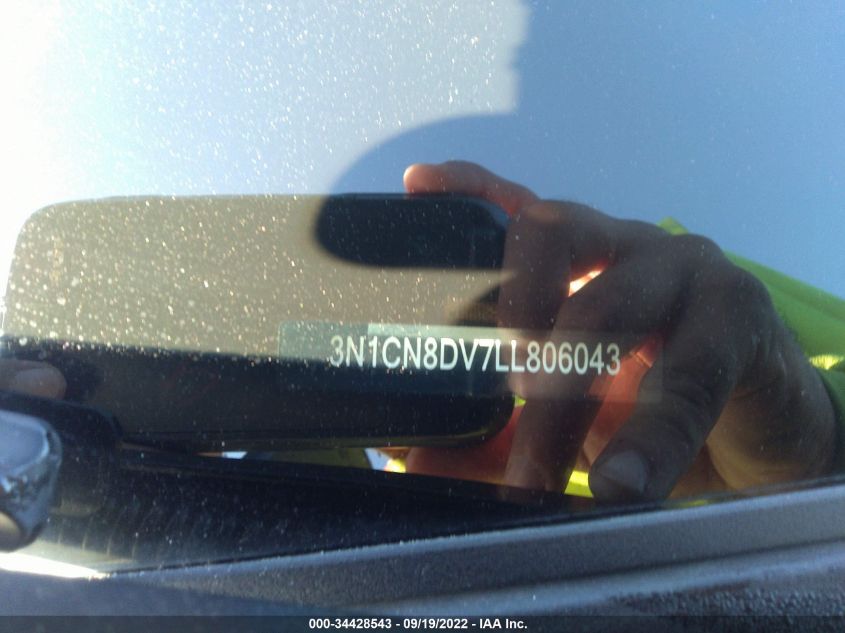 3N1CN8DV7LL806043
000-34428543 - 09/19/2022 - IAA Inc.